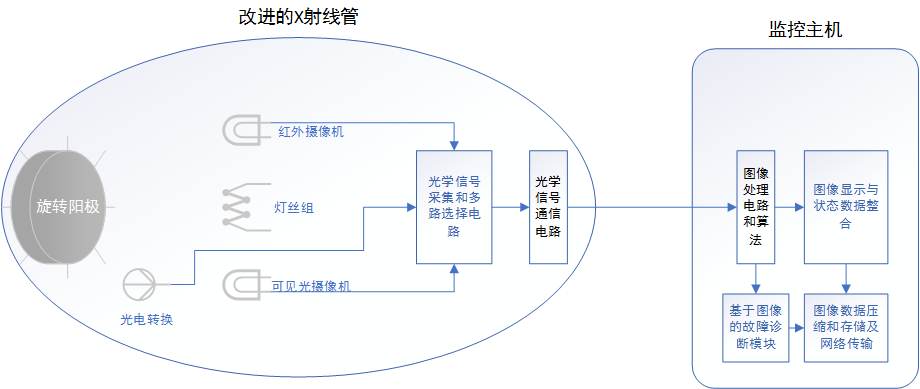 改进的X射线管
监控主机
红外摄像机
旋转阳极
灯丝组
光电转换
可见光摄像机
光学信号
采集和多
路选择电
路
光学
信号
通信
电路
图像
处理
电路
和算
法
图像显示与
状态数据整
合
基于图像
的故障诊
断模块
图像数据压
缩和存储及
网络传输